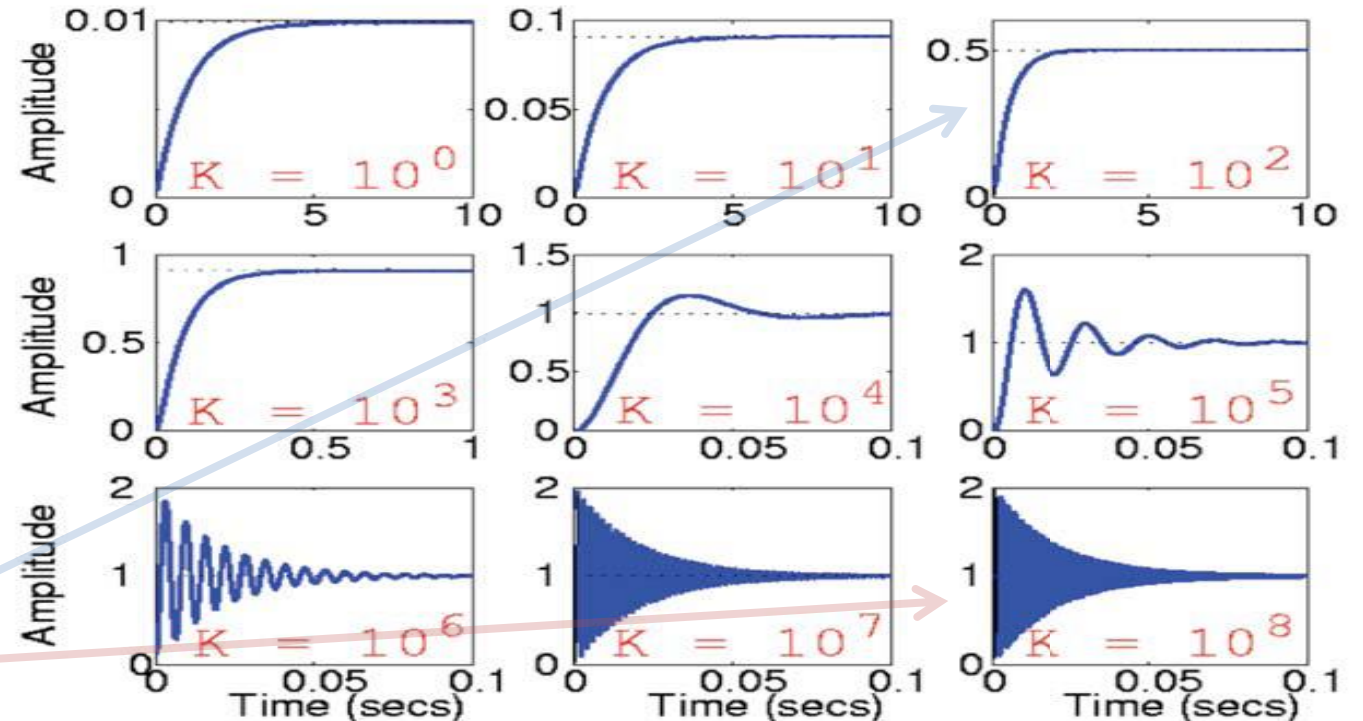 Amplitude
0.01
0
K = 10^0
0 5 10
0.1
0.05
0
K = 10^1
0 5 10
0.5
0
K = 10^2
0 5 10
Amplitude
1
0.5
0
K = 10^3
0 0.5 1
1.5
1
0.5
0
K = 10^4
0 0.05 0.1
2
1
0
K = 10^5
0 0.05 0.1
Amplitude
2
1
0
K = 10^6
0 0.05 0.1
Time (secs)
2
1
0
K = 10^7
0 0.05 0.1
Time (secs)
2
1
0
K = 10^8
0 0.05 0.1
Time (secs)